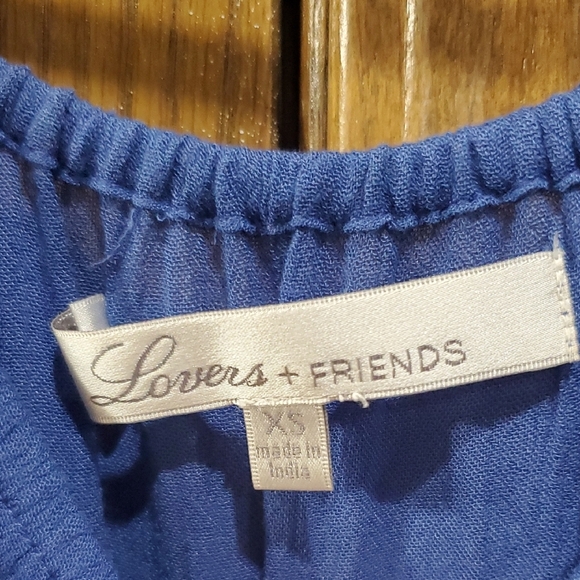 Lovers + FRIENDS
XS
made in
India